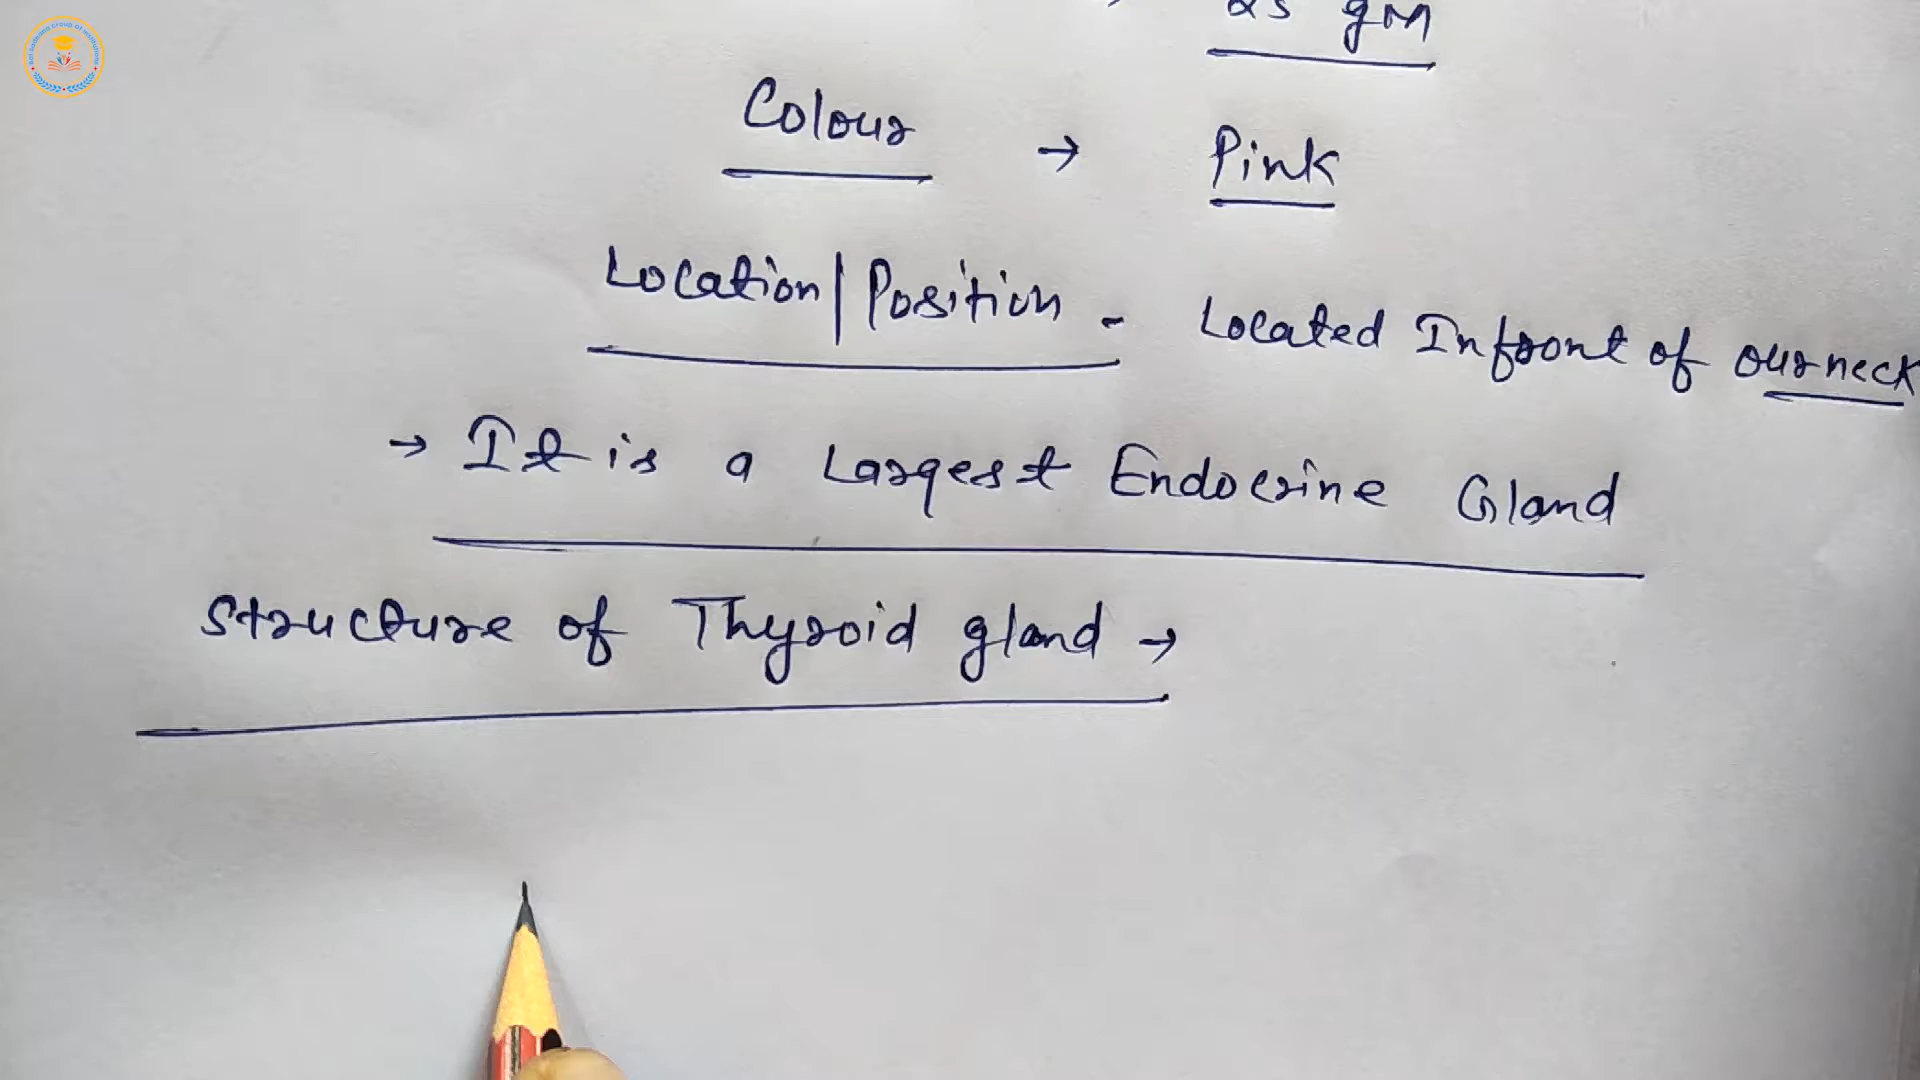 25 gm
Colour → Pink
Location/Position - Located Infront of our neck
→ It is a Largest Endocrine Gland
Structure of Thyroid gland →